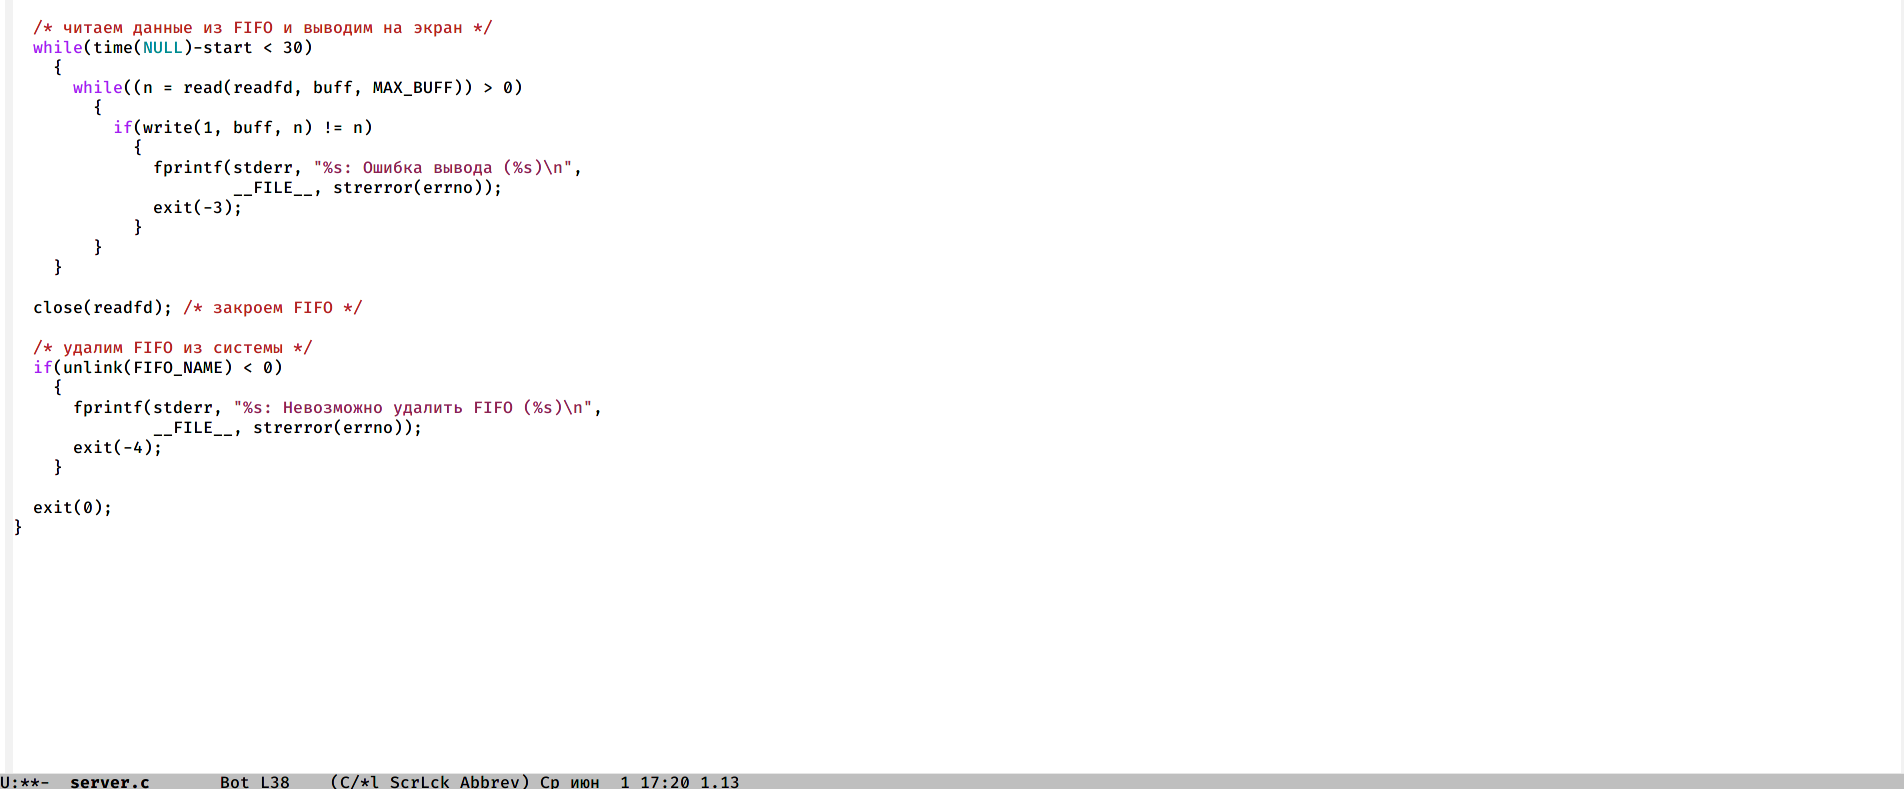 /* читаем данные из FIFO и выводим на экран */
while(time(NULL)-start < 30)
{
while((n = read(readfd, buff, MAX_BUFF)) > 0)
{
if(write(1, buff, n) != n)
{
fprintf(stderr, "%s: Ошибка вывода (%s)\n",
__FILE__, strerror(errno));
exit(-3);
}
}
}
close(readfd); /* закроем FIFO */
/* удалим FIFO из системы */
if(unlink(FIFO_NAME) < 0)
{
fprintf(stderr, "%s: Невозможно удалить FIFO (%s)\n",
__FILE__, strerror(errno));
exit(-4);
}
exit(0);
}
U:**- server.c Bot L38 (C/*l ScrLck Abbrev) Ср июн 1 17:20 1.13